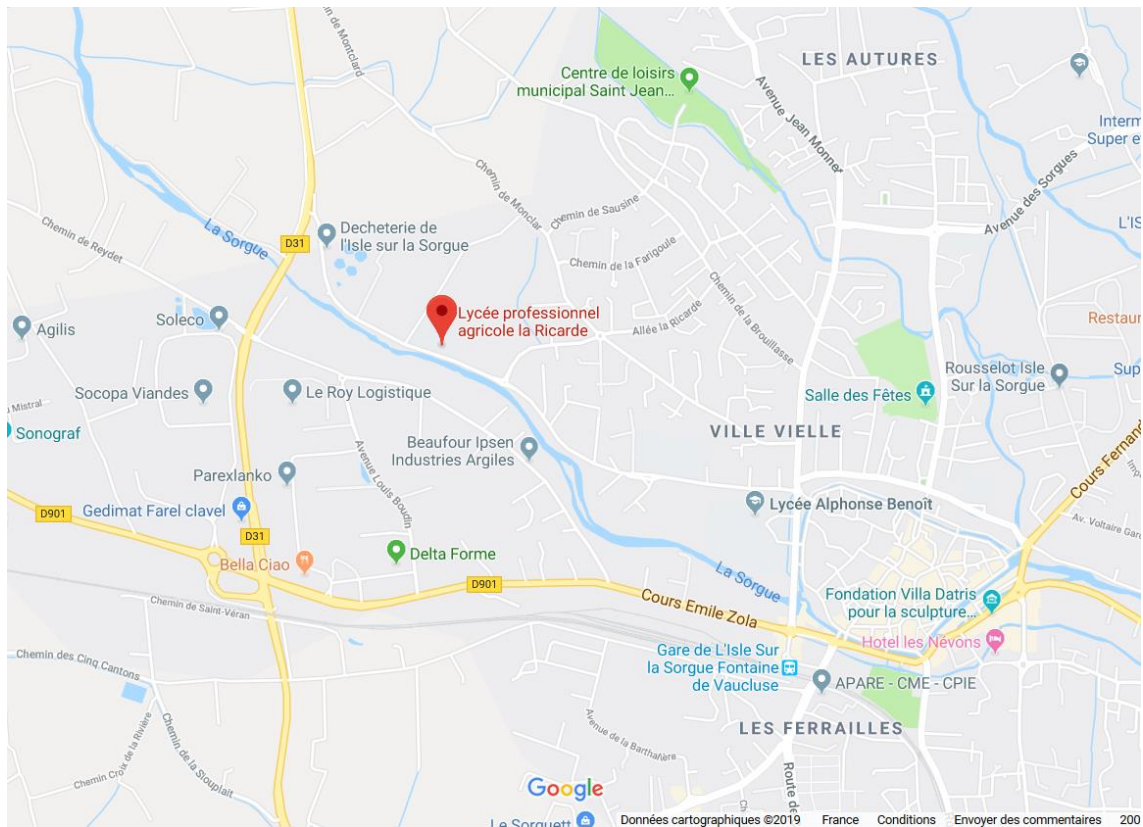 Chemin de Montclard
Centre de loisirs
municipal Saint Jean...
LES AUTURES
Avenue Jean Monnet
Interm
Super et
Avenue des Sorgues
L'IS
Chemin de Monclar
Chemin de Sausine
Chemin de la Farigoule
Chemin de la Brouillasse
Chemin de Reydet
La Sorgue
D31
Decheterie de
l'Isle sur la Sorgue
Lycée professionnel
agricole la Ricarde
Allée la Ricarde
Agilis
Soleco
Restaur
Rousselot Isle
Sur la Sorgue
Sup
Socopa Viandes
Le Roy Logistique
Salle des Fêtes
Mistral
Sonograf
VILLE VIELLE
Beaufour Ipsen
Industries Argiles
Avenue Louis Boudin
Cours Fernand
Parexlanko
Lycée Alphonse Benoît
D901
Gedimat Farel clavel
Av. Voltaire Gar
D31
Bella Ciao
Delta Forme
D901
La Sorgue
Cours Emile Zola
Chemin de Saint-Véran
Fondation Villa Datris
pour la sculpture...
Hotel les Névons
Gare de L'Isle Sur
la Sorgue Fontaine
de Vaucluse
APARE - CME - CPIE
Chemin des Cinq Cantons
Chemin Croix de la Rivière
Chemin de la Siouplait
Avenue de la Barthalière
LES FERRAILLES
Route de
Google
Le Sorguett
Données cartographiques ©2019
France
Conditions
Envoyer des commentaires
200